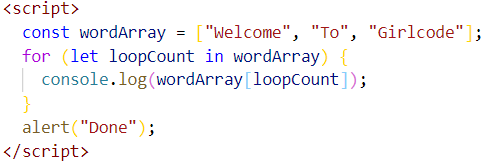 <script>
const wordArray = ["Welcome", "To", "Girlcode"];
for (let loopCount in wordArray) {
console.log(wordArray[loopCount]);
}
alert("Done");
</script>